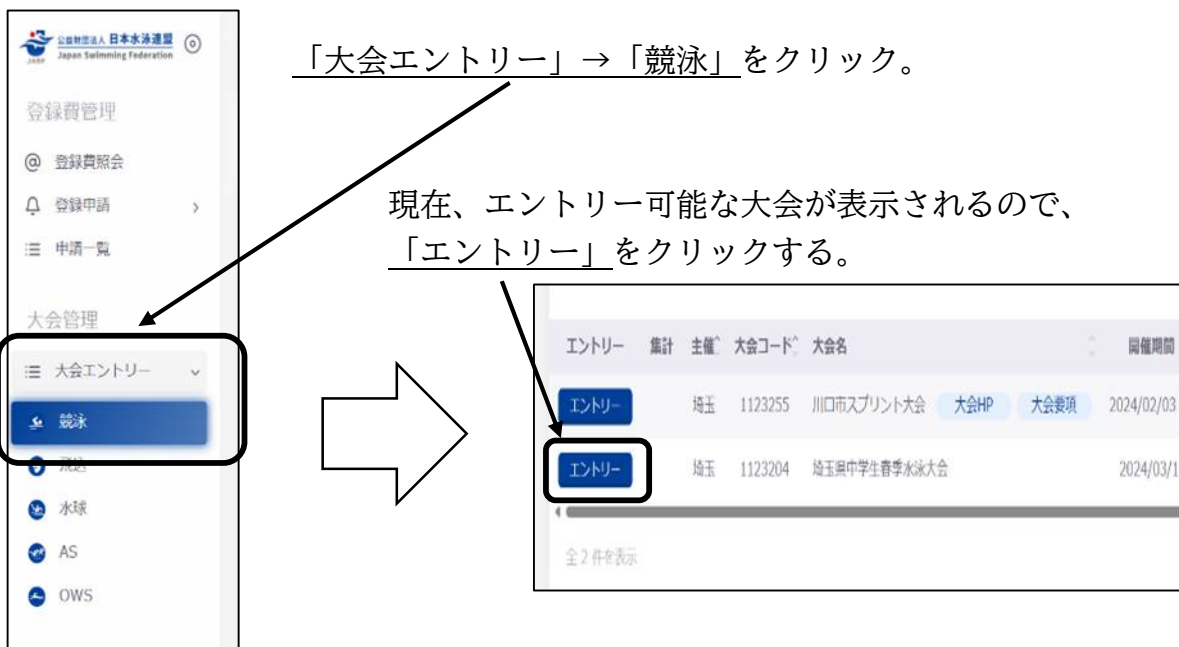 公益財団法人 日本水泳連盟
Japan Swimming Federation
登録費管理
登録費照会
登録申請
申請一覧
大会管理
大会エントリー
競泳
飛込
水球
AS
OWS
「大会エントリー」→「競泳」をクリック。
現在、エントリー可能な大会が表示されるので、
「エントリー」をクリックする。
エントリー 集計 主催 大会コード 大会名 開催期間
エントリー 埼玉 1123255 川口市スプリント大会 大会HP 大会要項 2024/02/03
エントリー 埼玉 1123204 埼玉県中学生春季水泳大会 2024/03/1
全 2 件を表示